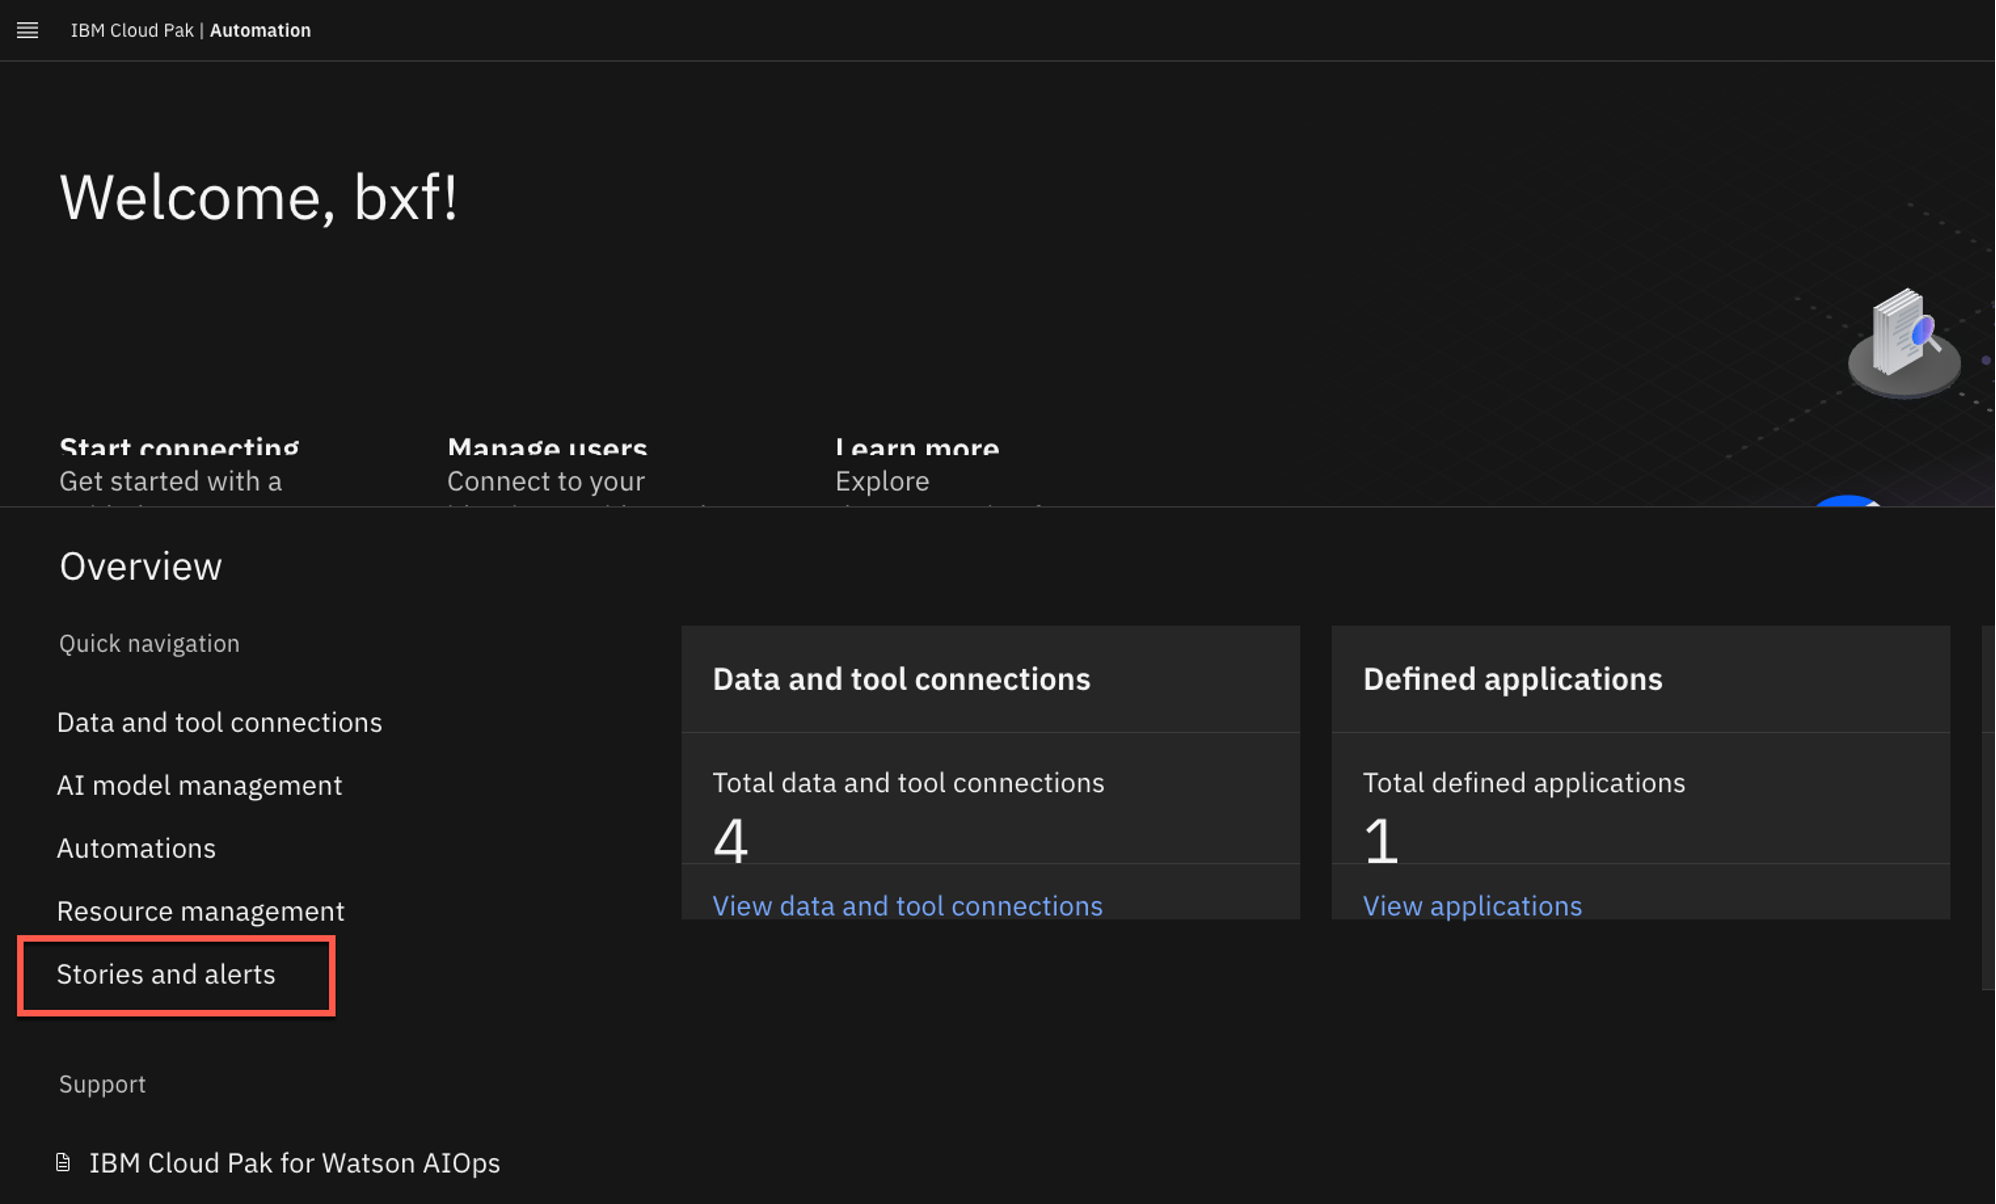 IBM Cloud Pak | Automation
Welcome, bxf!
Start connecting
Get started with a
Manage users
Connect to your
Learn more
Explore
Overview
Quick navigation
Data and tool connections
AI model management
Automations
Resource management
Stories and alerts
Support
IBM Cloud Pak for Watson AIOps
Data and tool connections
Total data and tool connections
4
View data and tool connections
Defined applications
Total defined applications
1
View applications